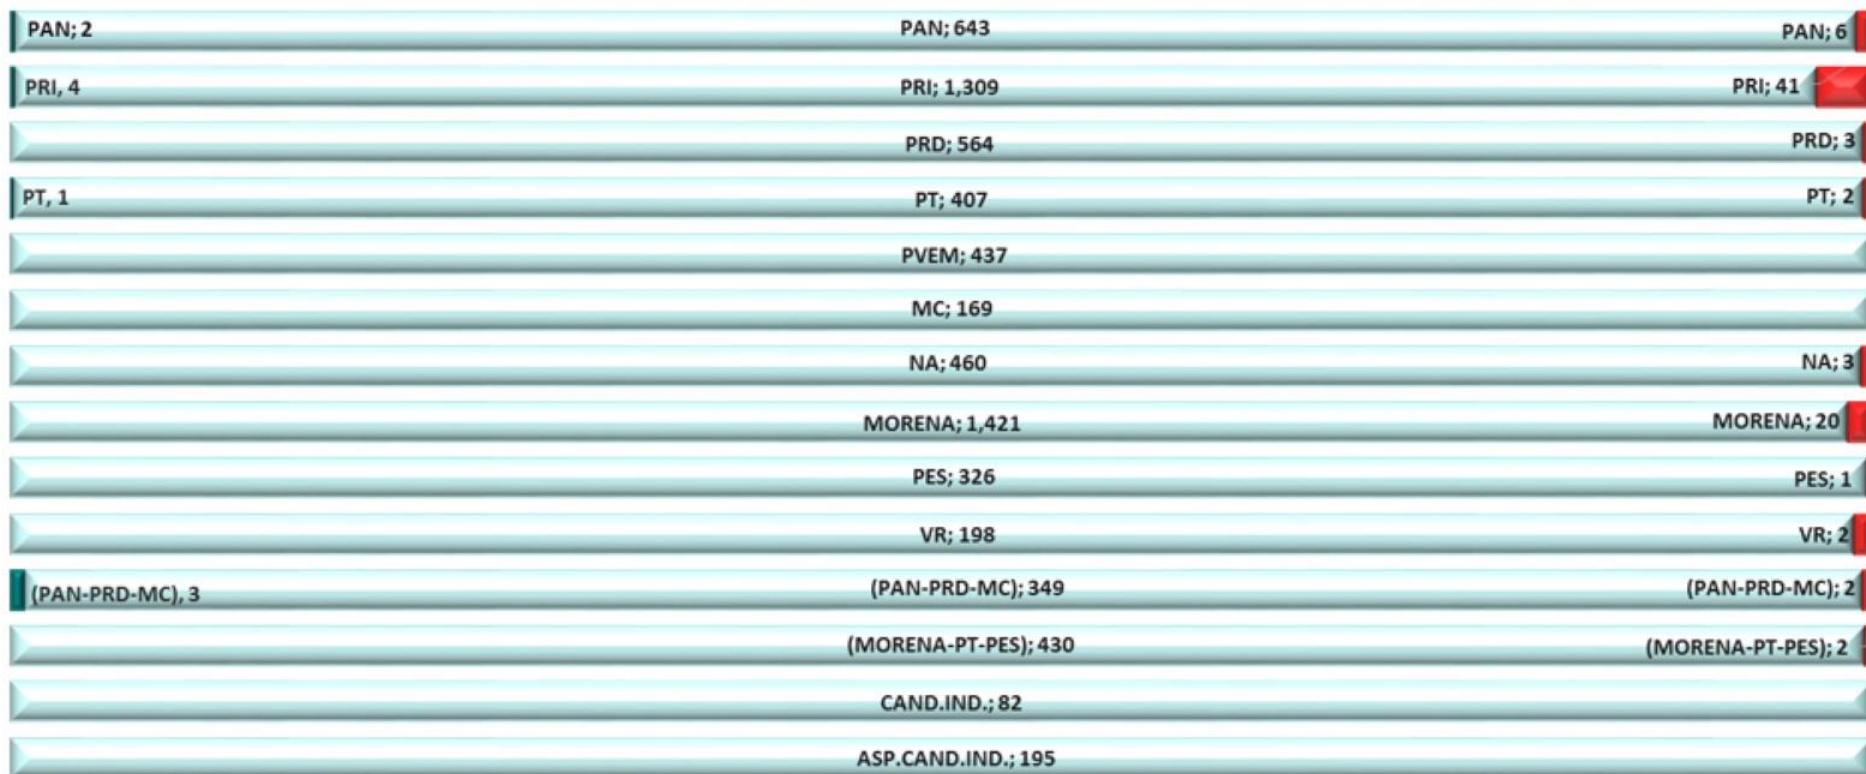 PAN; 2 PAN; 643 PAN; 6
PRI, 4 PRI; 1,309 PRI; 41
PRD; 564 PRD; 3
PT, 1 PT; 407 PT; 2
PVEM; 437
MC; 169
NA; 460 NA; 3
MORENA; 1,421 MORENA; 20
PES; 326 PES; 1
VR; 198 VR; 2
(PAN-PRD-MC), 3 (PAN-PRD-MC); 349 (PAN-PRD-MC); 2
(MORENA-PT-PES); 430 (MORENA-PT-PES); 2
CAND.IND.; 82
ASP.CAND.IND.; 195